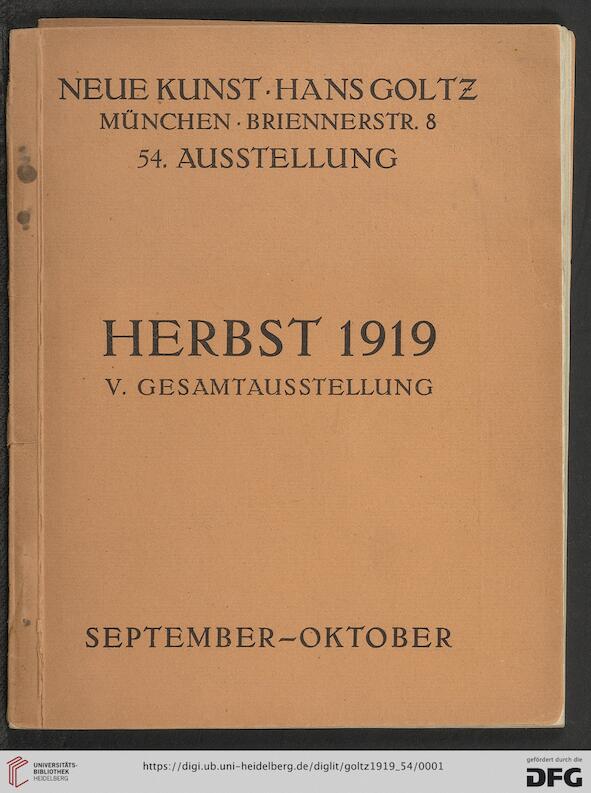 NEUE KUNST · HANS GOLTZ
MÜNCHEN · BRIENNERSTR. 8
54. AUSSTELLUNG
HERBST 1919
V. GESAMTAUSSTELLUNG
SEPTEMBER–OKTOBER
UNIVERSITÄTS-
BIBLIOTHEK
HEIDELBERG
https://digi.ub.uni-heidelberg.de/diglit/goltz1919_54/0001
gefördert durch die
DFG